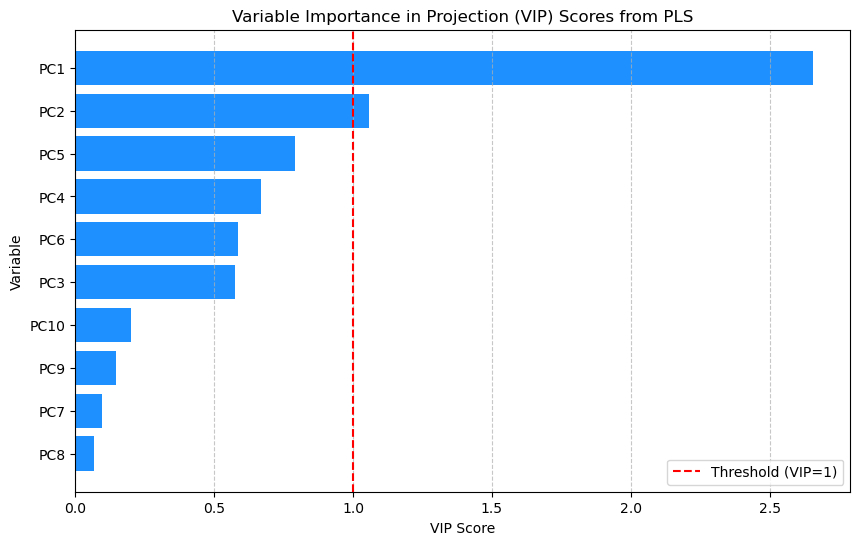 Variable Importance in Projection (VIP) Scores from PLS
Variable
PC1
PC2
PC5
PC4
PC6
PC3
PC10
PC9
PC7
PC8
Threshold (VIP=1)
0.0 0.5 1.0 1.5 2.0 2.5
VIP Score